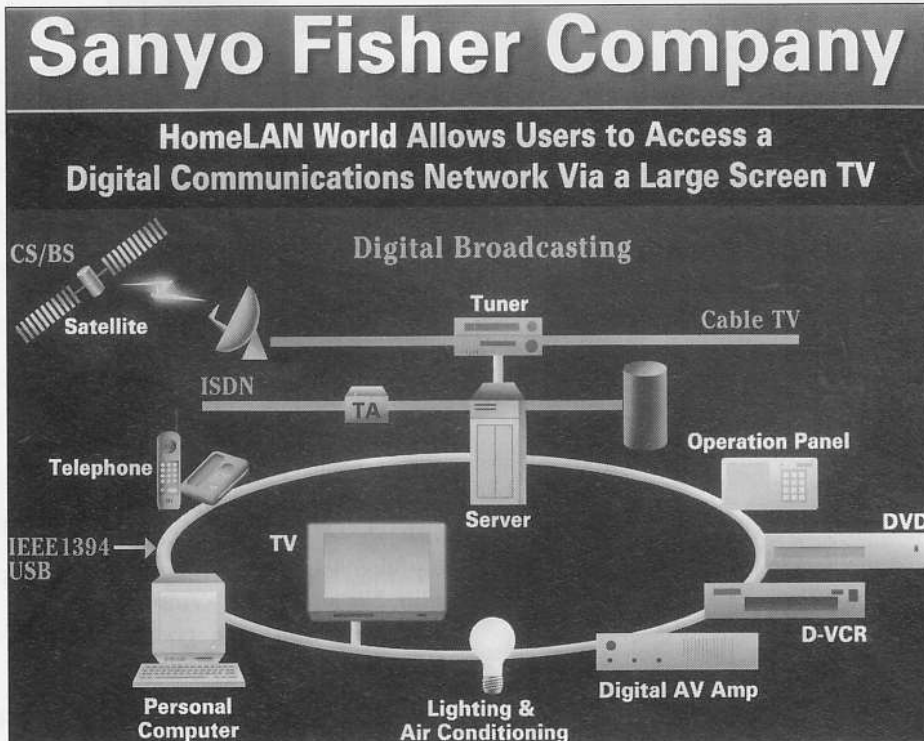 Sanyo Fisher Company
HomeLAN World Allows Users to Access a
Digital Communications Network Via a Large Screen TV
CS/BS
Digital Broadcasting
Satellite
Tuner
Cable TV
ISDN
TA
Operation Panel
Telephone
Server
DVD
TV
IEEE1394
USB
D-VCR
Digital AV Amp
Personal
Computer
Lighting &
Air Conditioning